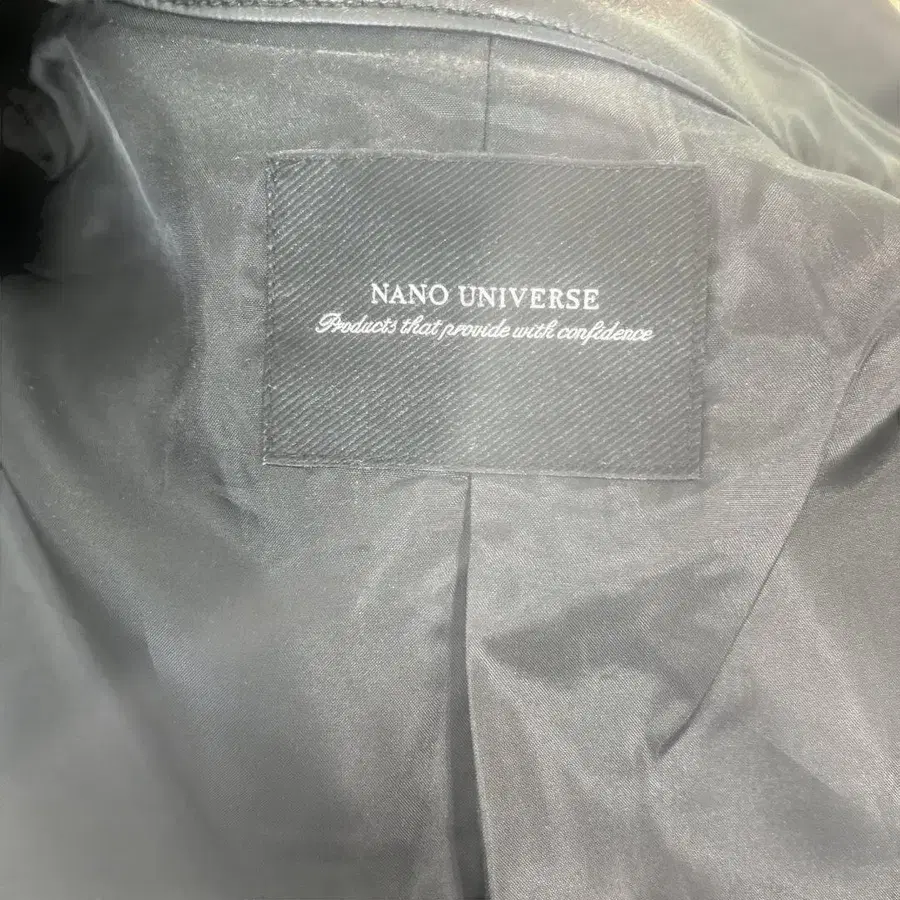 NANO UNIVERSE
Products that provide with confidence